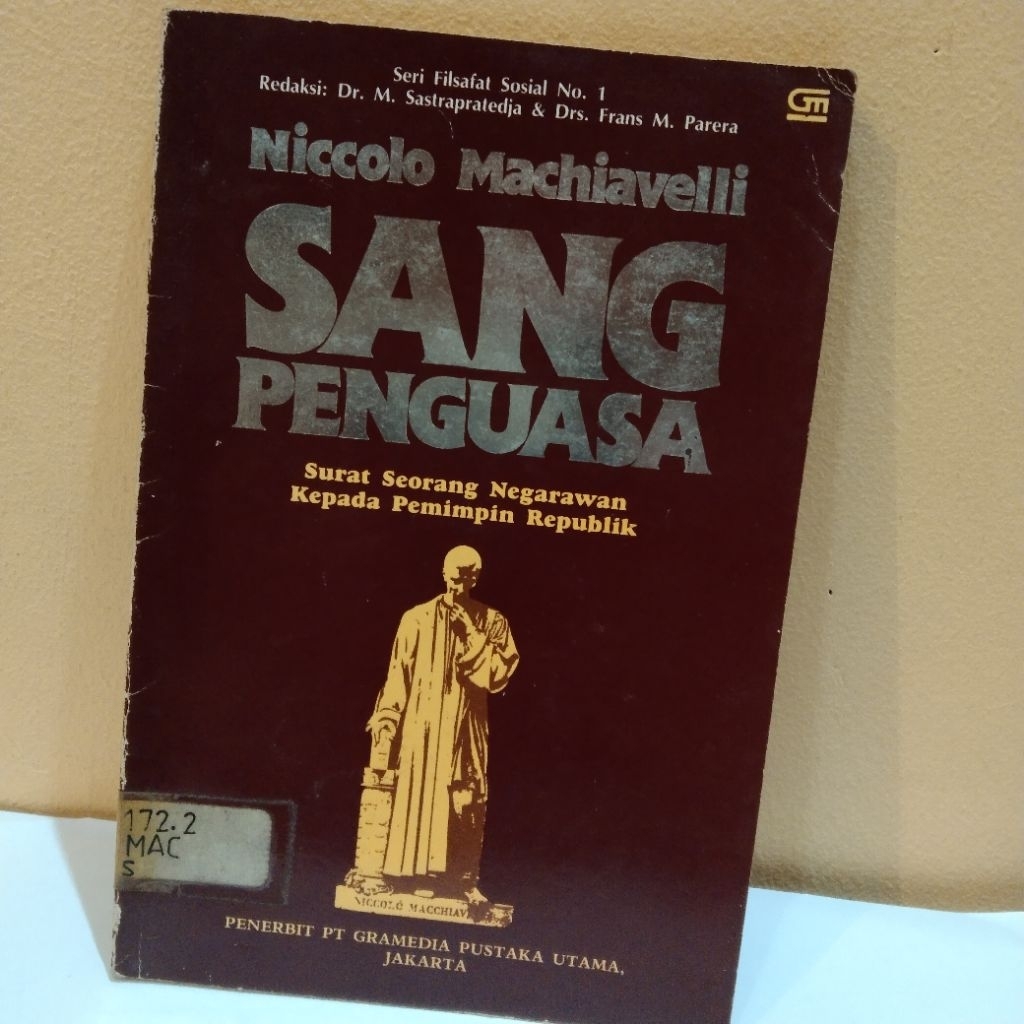 Seri Filsafat Sosial No. 1
Redaksi: Dr. M. Sastrapratedja & Drs. Frans M. Parera
GM
Niccolo Machiavelli
SANG
PENGUASA
Surat Seorang Negarawan
Kepada Pemimpin Republik
172.2
MAC
S
NICCOLÓ MACCHIAV
PENERBIT PT GRAMEDIA PUSTAKA UTAMA,
JAKARTA